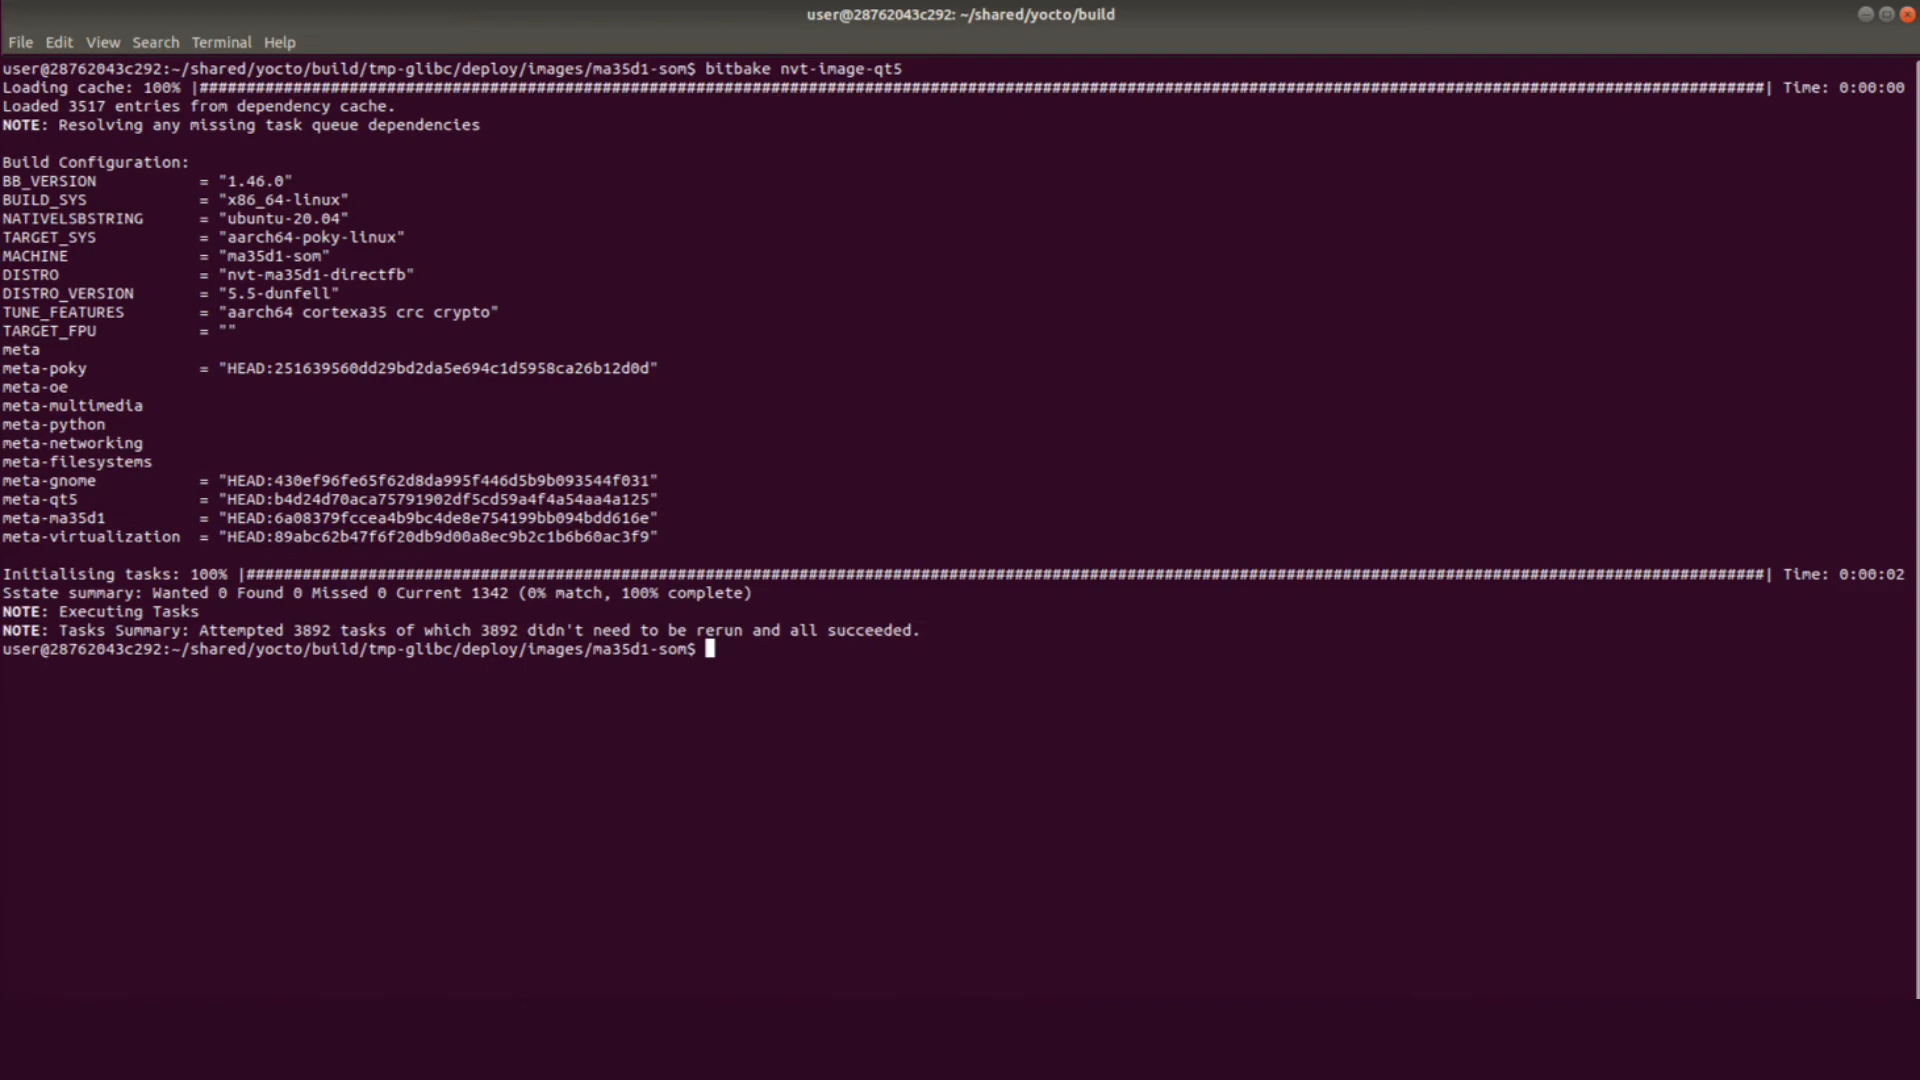 user@28762043c292: ~/shared/yocto/build
File Edit View Search Terminal Help
user@28762043c292:~/shared/yocto/build/tmp-glibc/deploy/images/ma35d1-som$ bitbake nvt-image-qt5
Loading cache: 100% |########################################################################################################################################################################| Time: 0:00:00
Loaded 3517 entries from dependency cache.
NOTE: Resolving any missing task queue dependencies
Build Configuration:
BB_VERSION           = "1.46.0"
BUILD_SYS            = "x86_64-linux"
NATIVELSBSTRING      = "ubuntu-20.04"
TARGET_SYS           = "aarch64-poky-linux"
MACHINE              = "ma35d1-som"
DISTRO               = "nvt-ma35d1-directfb"
DISTRO_VERSION       = "5.5-dunfell"
TUNE_FEATURES        = "aarch64 cortexa35 crc crypto"
TARGET_FPU           = ""
meta
meta-poky            = "HEAD:251639560dd29bd2da5e694c1d5958ca26b12d0d"
meta-oe
meta-multimedia
meta-python
meta-networking
meta-filesystems
meta-gnome           = "HEAD:430ef96fe65f62d8da995f446d5b9b093544f031"
meta-qt5             = "HEAD:b4d24d70aca75791902df5cd59a4f4a54aa4a125"
meta-ma35d1          = "HEAD:6a08379fccea4b9bc4de8e754199bb094bdd616e"
meta-virtualization  = "HEAD:89abc62b47f6f20db9d00a8ec9b2c1b6b60ac3f9"
Initialising tasks: 100% |###################################################################################################################################################################| Time: 0:00:02
Sstate summary: Wanted 0 Found 0 Missed 0 Current 1342 (0% match, 100% complete)
NOTE: Executing Tasks
NOTE: Tasks Summary: Attempted 3892 tasks of which 3892 didn't need to be rerun and all succeeded.
user@28762043c292:~/shared/yocto/build/tmp-glibc/deploy/images/ma35d1-som$